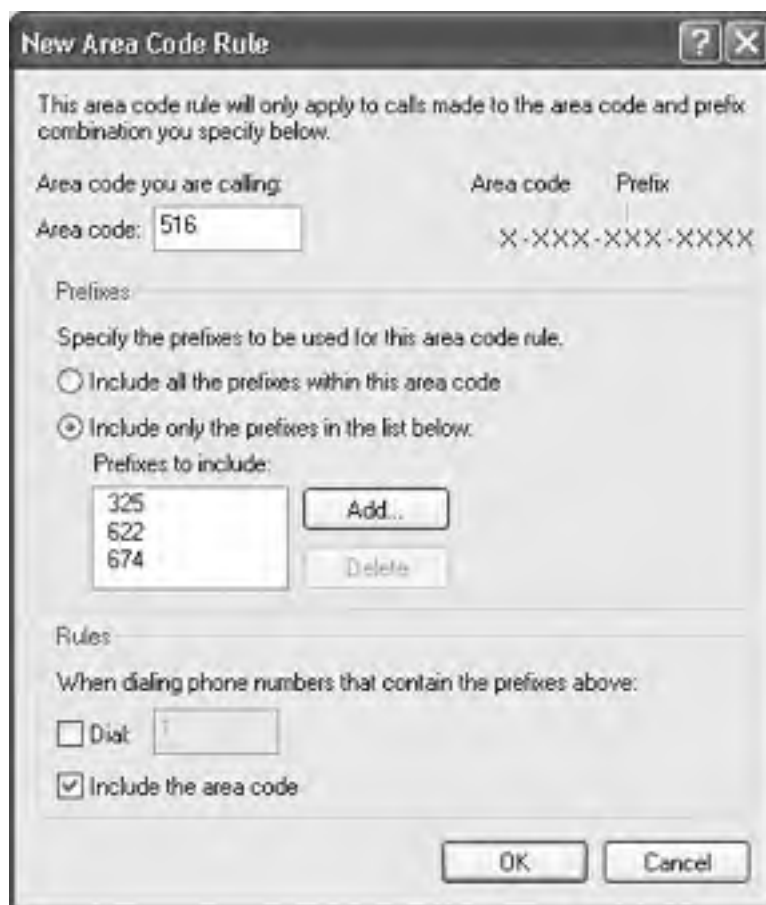 New Area Code Rule
This area code rule will only apply to calls made to the area code and prefix
combination you specify below.
Area code you are calling:
Area code Prefix
Area code: 516
X-XXX-XXX-XXXX
Prefixes
Specify the prefixes to be used for this area code rule.
Include all the prefixes within this area code
Include only the prefixes in the list below:
Prefixes to include:
325
622
674
Add...
Delete
Rules
When dialing phone numbers that contain the prefixes above:
Dial: 1
Include the area code
OK
Cancel